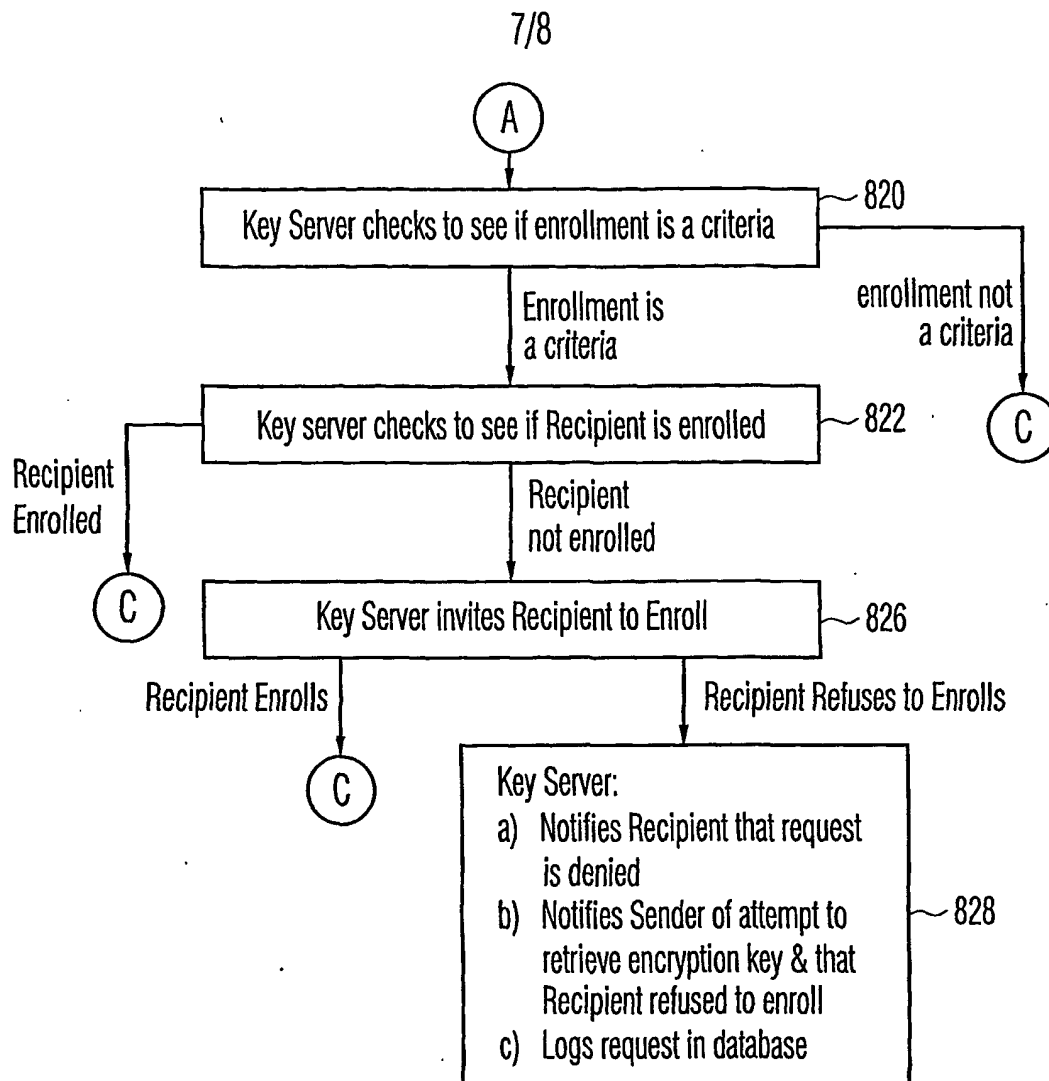 7/8
A
Key Server checks to see if enrollment is a criteria
820
Enrollment is
a criteria
enrollment not
a criteria
Key server checks to see if Recipient is enrolled
822
C
Recipient
Enrolled
Recipient
not enrolled
C
Key Server invites Recipient to Enroll
826
Recipient Enrolls
Recipient Refuses to Enrolls
C
Key Server:
a) Notifies Recipient that request
is denied
b) Notifies Sender of attempt to
retrieve encryption key & that
Recipient refused to enroll
c) Logs request in database
828